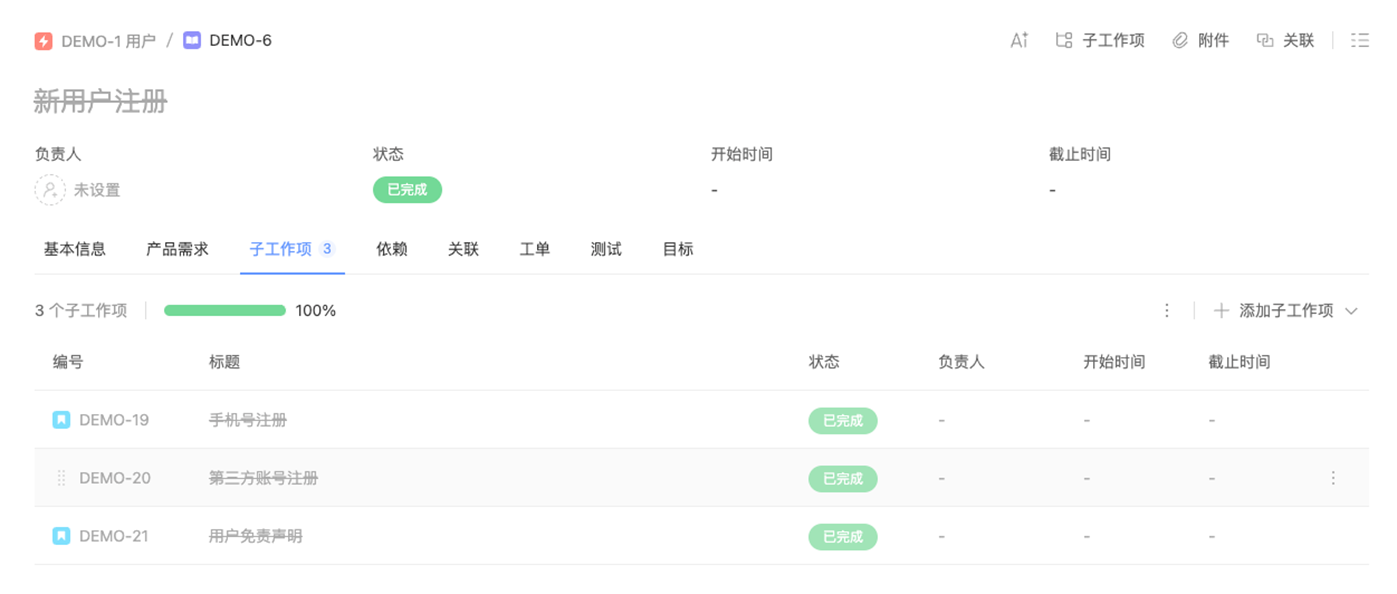 DEMO-1 用户 / DEMO-6 子工作项 附件 关联
新用户注册
负责人 状态 开始时间 截止时间
未设置 已完成 - -
基本信息 产品需求 子工作项 3 依赖 关联 工单 测试 目标
3 个子工作项 100% 添加子工作项
编号 标题 状态 负责人 开始时间 截止时间
DEMO-19 手机号注册 已完成 - - -
DEMO-20 第三方账号注册 已完成 - - -
DEMO-21 用户免责声明 已完成 - - -